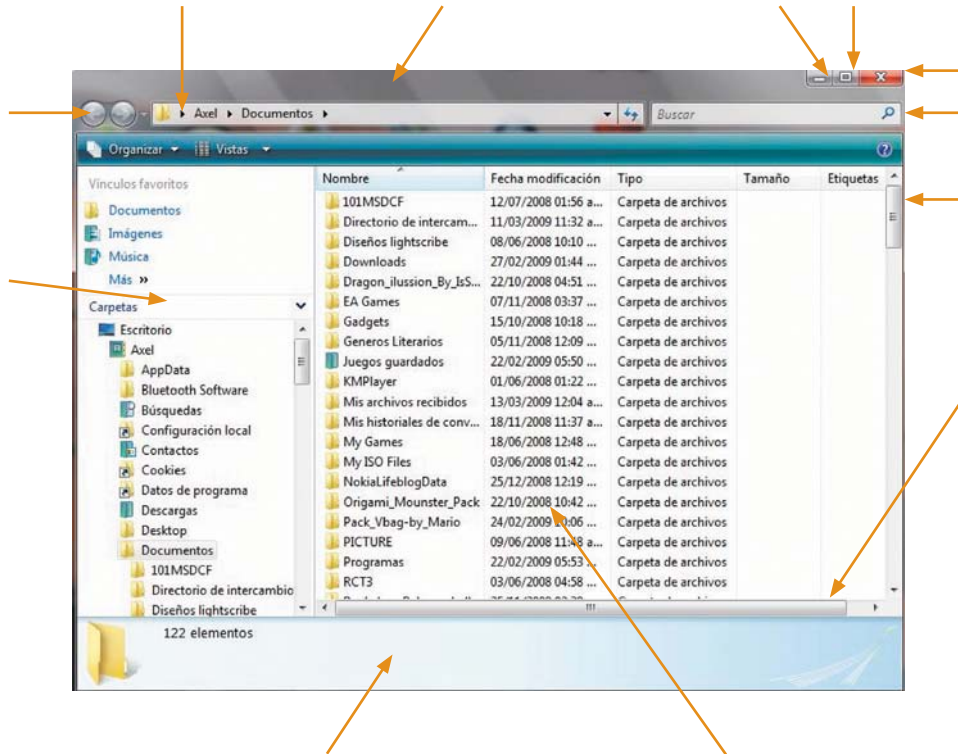 Axel Documentos
Buscar
Organizar Vistas
Vínculos favoritos
Documentos
Imágenes
Música
Más »
Carpetas
Escritorio
Axel
AppData
Bluetooth Software
Búsquedas
Configuración local
Contactos
Cookies
Datos de programa
Descargas
Desktop
Documentos
101MSDCF
Directorio de intercambio
Diseños lightscribe
Nombre Fecha modificación Tipo Tamaño Etiquetas
101MSDCF 12/07/2008 01:56 a... Carpeta de archivos
Directorio de intercam... 11/03/2009 11:32 a... Carpeta de archivos
Diseños lightscribe 08/06/2008 10:10 ... Carpeta de archivos
Downloads 27/02/2009 01:44 ... Carpeta de archivos
Dragon_ilussion_By_IsS... 22/10/2008 04:51 ... Carpeta de archivos
EA Games 07/11/2008 03:37 ... Carpeta de archivos
Gadgets 15/10/2008 10:18 ... Carpeta de archivos
Generos Literarios 05/11/2008 12:09 ... Carpeta de archivos
Juegos guardados 22/02/2009 05:50 ... Carpeta de archivos
KMPlayer 01/06/2008 01:22 ... Carpeta de archivos
Mis archivos recibidos 13/03/2009 12:04 a... Carpeta de archivos
Mis historiales de conv... 18/11/2008 11:37 a... Carpeta de archivos
My Games 18/06/2008 12:48 ... Carpeta de archivos
My ISO Files 03/06/2008 01:42 ... Carpeta de archivos
NokiaLifeblogData 25/12/2008 12:19 ... Carpeta de archivos
Origami_Mounster_Pack 22/10/2008 10:42 ... Carpeta de archivos
Pack_Vbag-by_Mario 24/02/2009 10:06 ... Carpeta de archivos
PICTURE 09/06/2008 11:48 a... Carpeta de archivos
Programas 22/02/2009 05:53 ... Carpeta de archivos
RCT3 03/06/2008 04:58 ... Carpeta de archivos
122 elementos